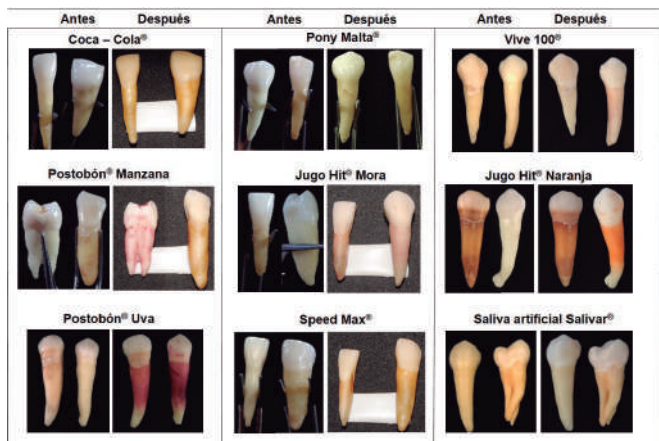 Antes Después Antes Después Antes Después
Coca – Cola® Pony Malta® Vive 100®
Postobón® Manzana Jugo Hit® Mora Jugo Hit® Naranja
Postobón® Uva Speed Max® Saliva artificial Salivar®